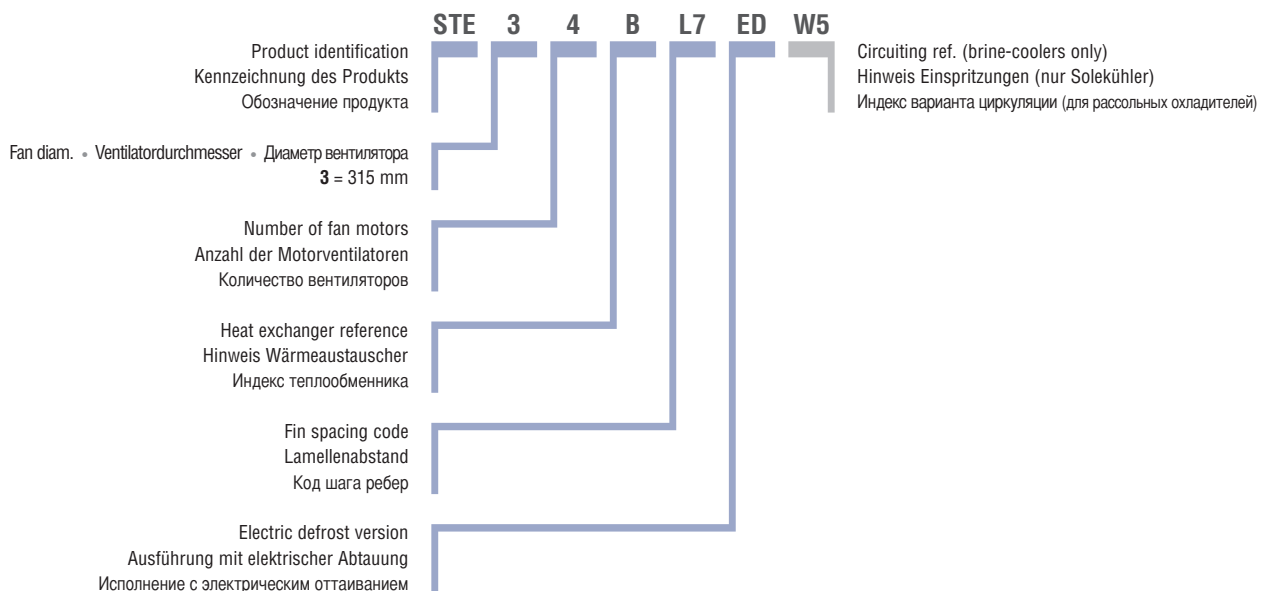 STE 3 4 B L7 ED W5
Product identification
Kennzeichnung des Produkts
Обозначение продукта
Circuiting ref. (brine-coolers only)
Hinweis Einspritzungen (nur Solekühler)
Индекс варианта циркуляции (для рассольных охладителей)
Fan diam. • Ventilatordurchmesser • Диаметр вентилятора
3 = 315 mm
Number of fan motors
Anzahl der Motorventilatoren
Количество вентиляторов
Heat exchanger reference
Hinweis Wärmeaustauscher
Индекс теплообменника
Fin spacing code
Lamellenabstand
Код шага ребер
Electric defrost version
Ausführung mit elektrischer Abtauung
Исполнение с электрическим оттаиванием